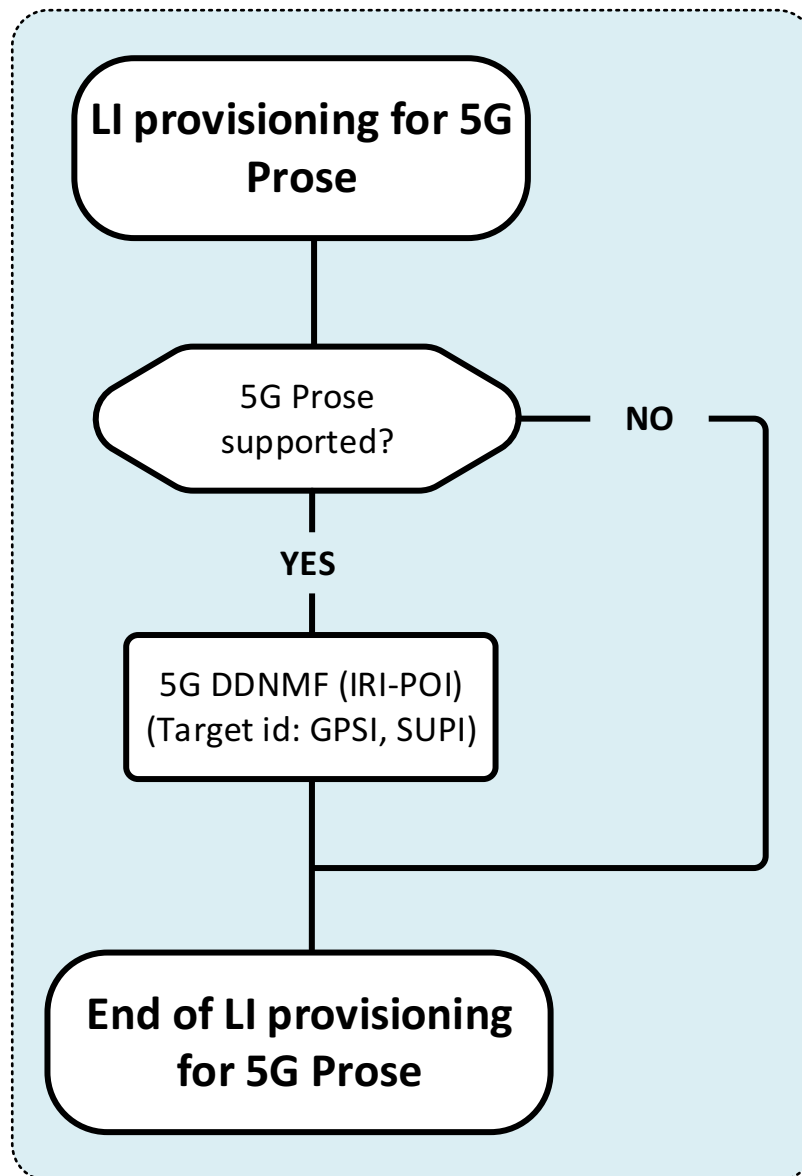 LI provisioning for 5G
Prose
5G Prose
supported?
NO
YES
5G DDNMF (IRI-POI)
(Target id: GPSI, SUPI)
End of LI provisioning
for 5G Prose